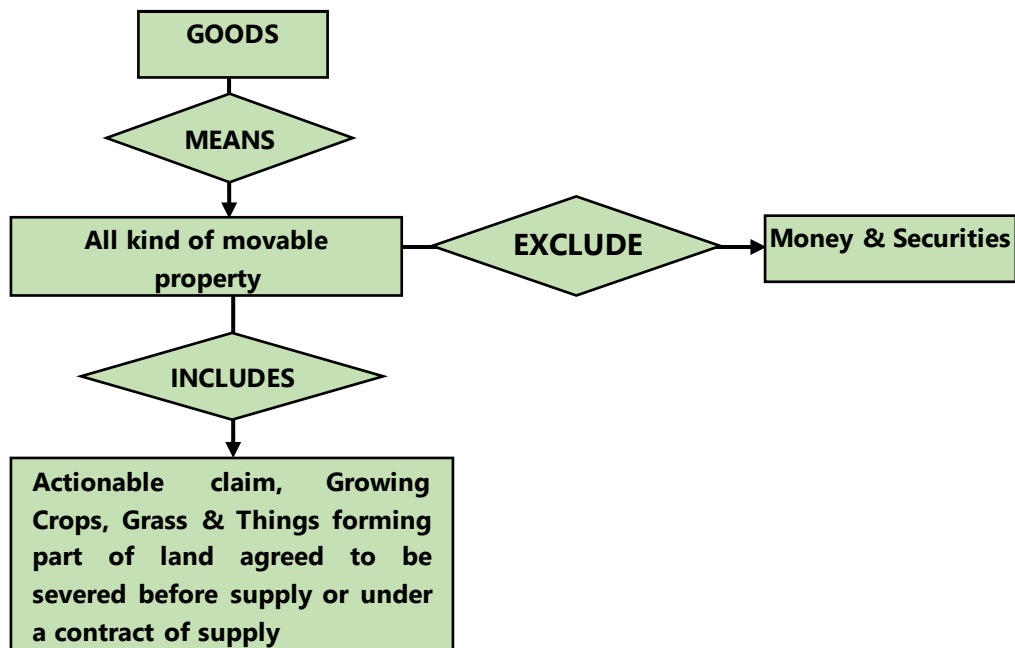 GOODS
MEANS
All kind of movable
property
EXCLUDE
Money & Securities
INCLUDES
Actionable claim, Growing
Crops, Grass & Things forming
part of land agreed to be
severed before supply or under
a contract of supply